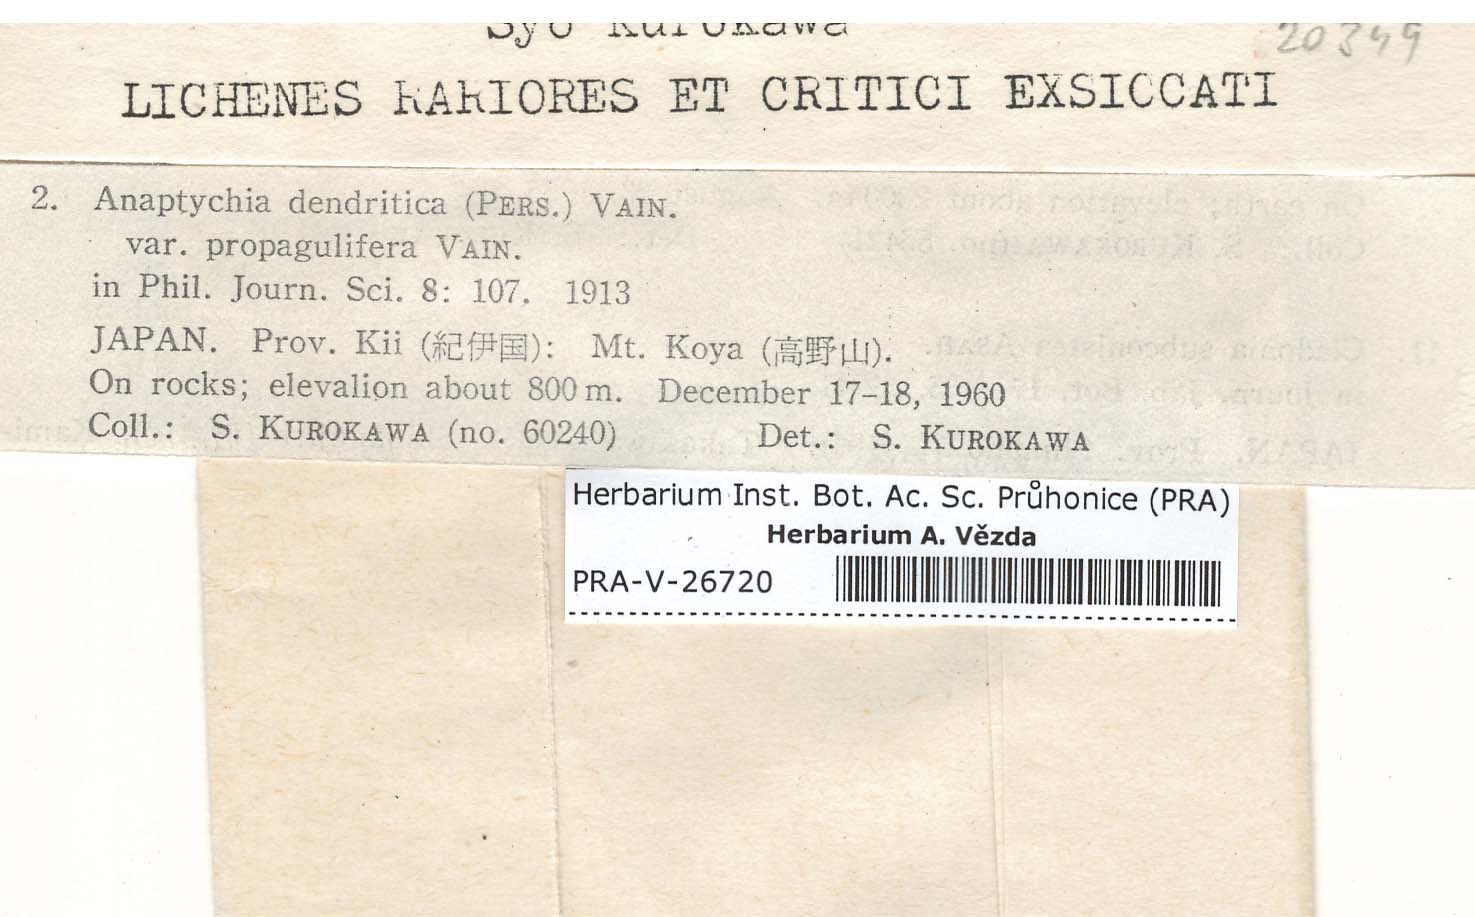 Syo Kurokawa
20349
LICHENES RARIORES ET CRITICI EXSICCATI
2. Anaptychia dendritica (PERS.) VAIN.
var. propagulifera VAIN.
in Phil. Journ. Sci. 8: 107. 1913
JAPAN. Prov. Kii (紀伊国): Mt. Koya (高野山).
On rocks; elevalion about 800 m. December 17–18, 1960
Coll.: S. KUROKAWA (no. 60240) Det.: S. KUROKAWA
Herbarium Inst. Bot. Ac. Sc. Průhonice (PRA)
Herbarium A. Vězda
PRA-V-26720